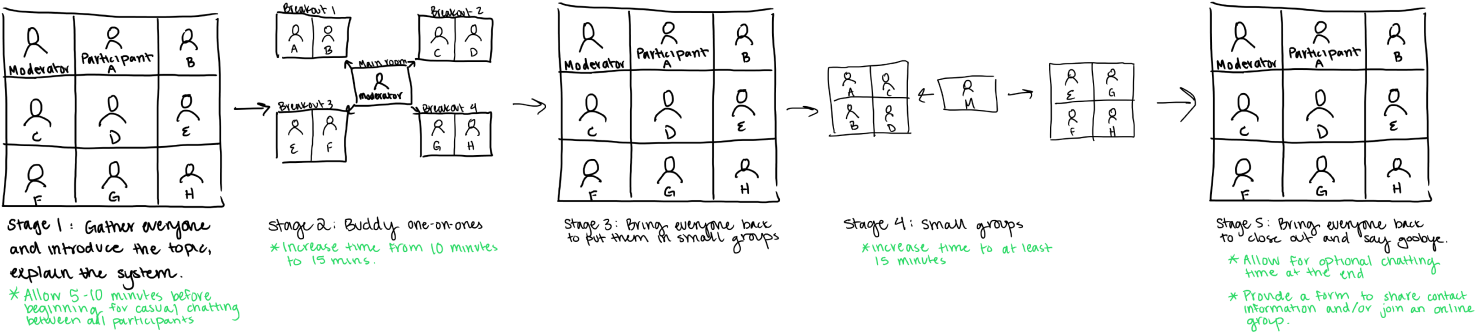 Moderator
Participant
A
B
C
D
E
F
G
H
Stage 1: Gather everyone
and introduce the topic,
explain the system.
* Allow 5-10 minutes before
beginning for casual chatting
between all participants
Breakout 1
A B
Breakout 2
C D
Main room
Moderator
Breakout 3
E F
Breakout 4
G H
Stage 2: Buddy one-on-ones
* Increase time from 10 minutes
to 15 mins.
Moderator
Participant
A
B
C
D
E
F
G
H
Stage 3: Bring everyone back
to put them in small groups
A C
B D
M
E G
F H
Stage 4: Small groups
* increase time to at least
15 minutes
Moderator
Participant
A
B
C
D
E
F
G
H
Stage 5: Bring everyone back
to close out and say goobye.
* Allow for optional chatting
time at the end
* Provide a form to share contact
information and/or join an online
group.